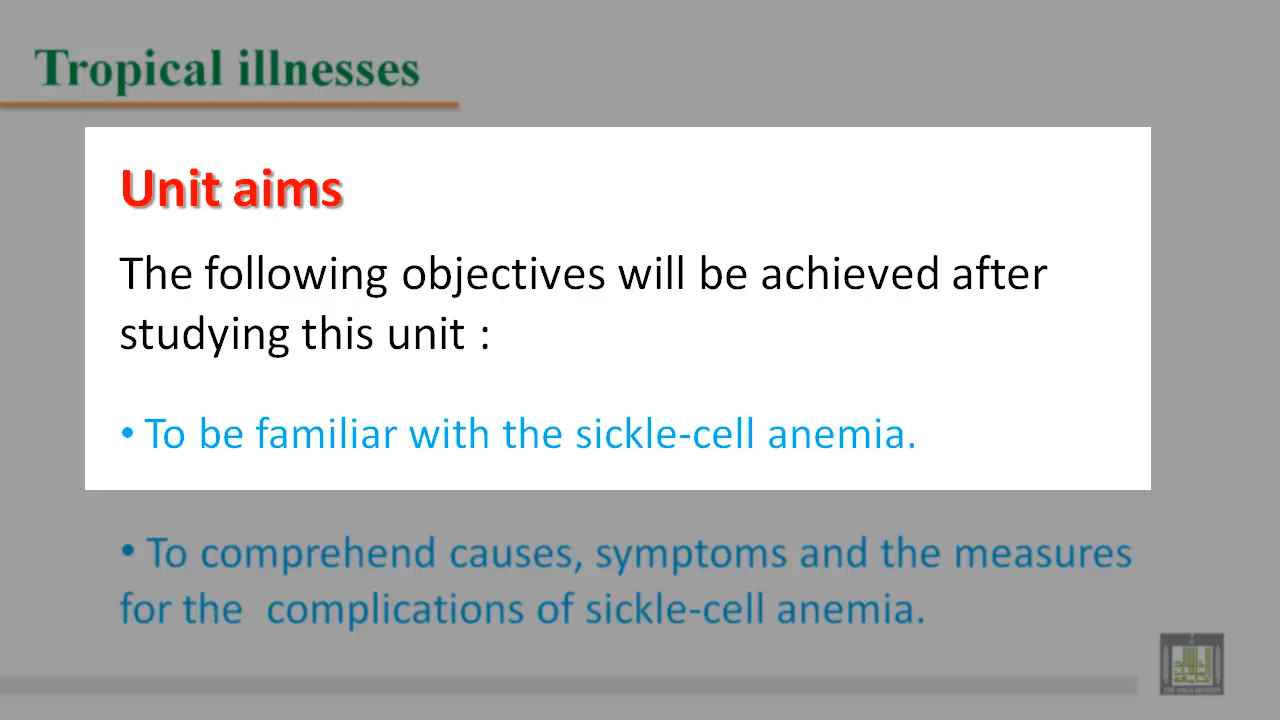 Tropical illnesses
Unit aims
The following objectives will be achieved after
studying this unit :
• To be familiar with the sickle-cell anemia.
• To comprehend causes, symptoms and the measures
for the  complications of sickle-cell anemia.